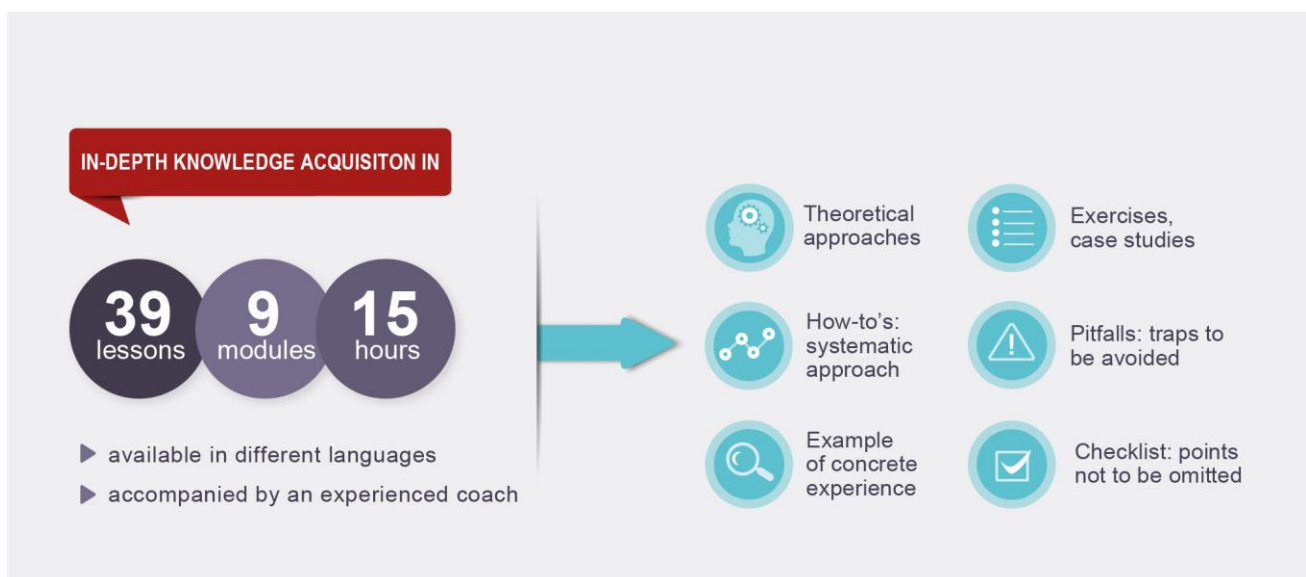 IN-DEPTH KNOWLEDGE ACQUISITON IN
39
lessons
9
modules
15
hours
available in different languages
accompanied by an experienced coach
Theoretical
approaches
How-to's:
systematic
approach
Example
of concrete
experience
Exercises,
case studies
Pitfalls: traps to
be avoided
Checklist: points
not to be omitted